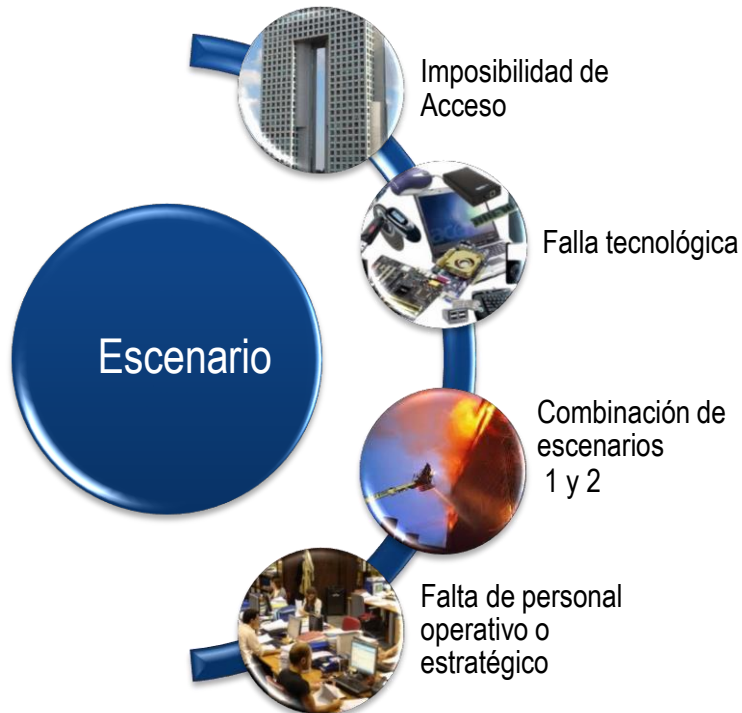 Imposibilidad de
Acceso
Falla tecnológica
Escenario
Combinación de
escenarios
1 y 2
Falta de personal
operativo o
estratégico